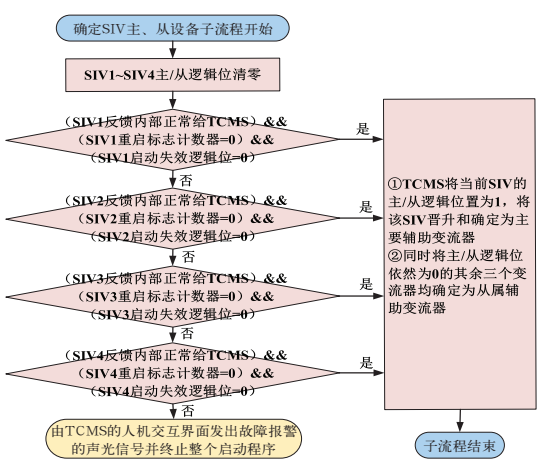 确定SIV主、从设备子流程开始
SIV1~SIV4主/从逻辑位清零
(SIV1反馈内部正常给TCMS)&&
(SIV1重启标志计数器=0)&&
(SIV1启动失效逻辑位=0)
是
否
(SIV2反馈内部正常给TCMS)&&
(SIV2重启标志计数器=0)&&
(SIV2启动失效逻辑位=0)
是
否
(SIV3反馈内部正常给TCMS)&&
(SIV3重启标志计数器=0)&&
(SIV3启动失效逻辑位=0)
是
否
(SIV4反馈内部正常给TCMS)&&
(SIV4重启标志计数器=0)&&
(SIV4启动失效逻辑位=0)
是
否
由TCMS的人机交互界面发出故障报警
的声光信号并终止整个启动程序
①TCMS将当前SIV的
主/从逻辑位置为1，将
该SIV晋升和确定为主
要辅助变流器
②同时将主/从逻辑位
依然为0的其余三个变
流器均确定为从属辅
助变流器
子流程结束